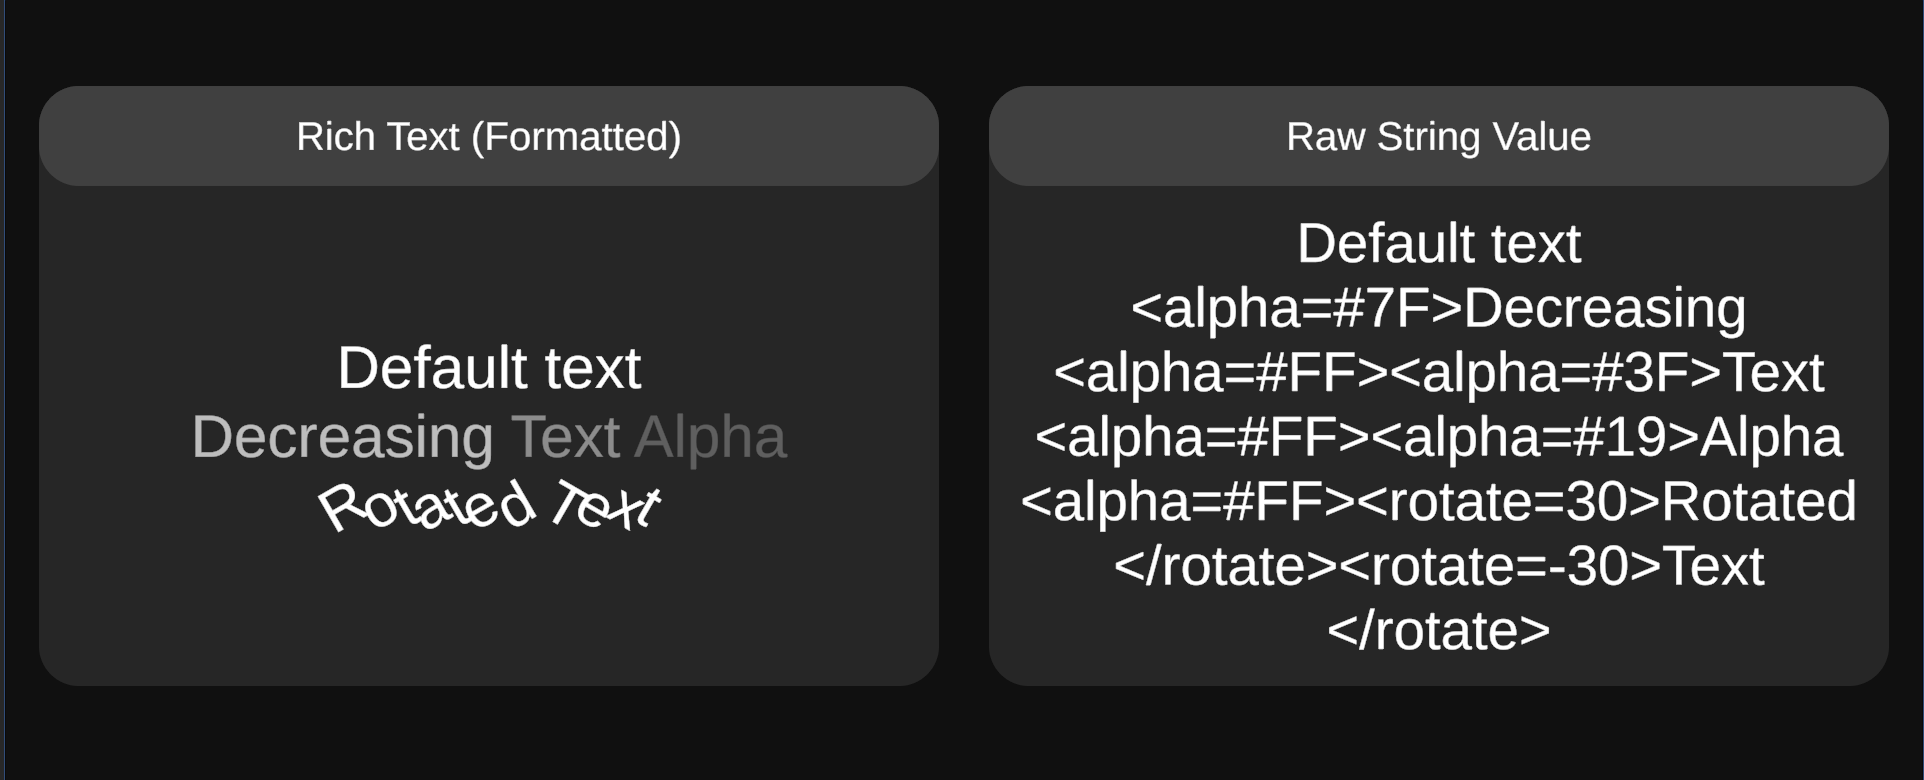 Rich Text (Formatted)
Default text
Decreasing Text Alpha
Rotated Text
Raw String Value
Default text
<alpha=#7F>Decreasing
<alpha=#FF><alpha=#3F>Text
<alpha=#FF><alpha=#19>Alpha
<alpha=#FF><rotate=30>Rotated
</rotate><rotate=-30>Text
</rotate>